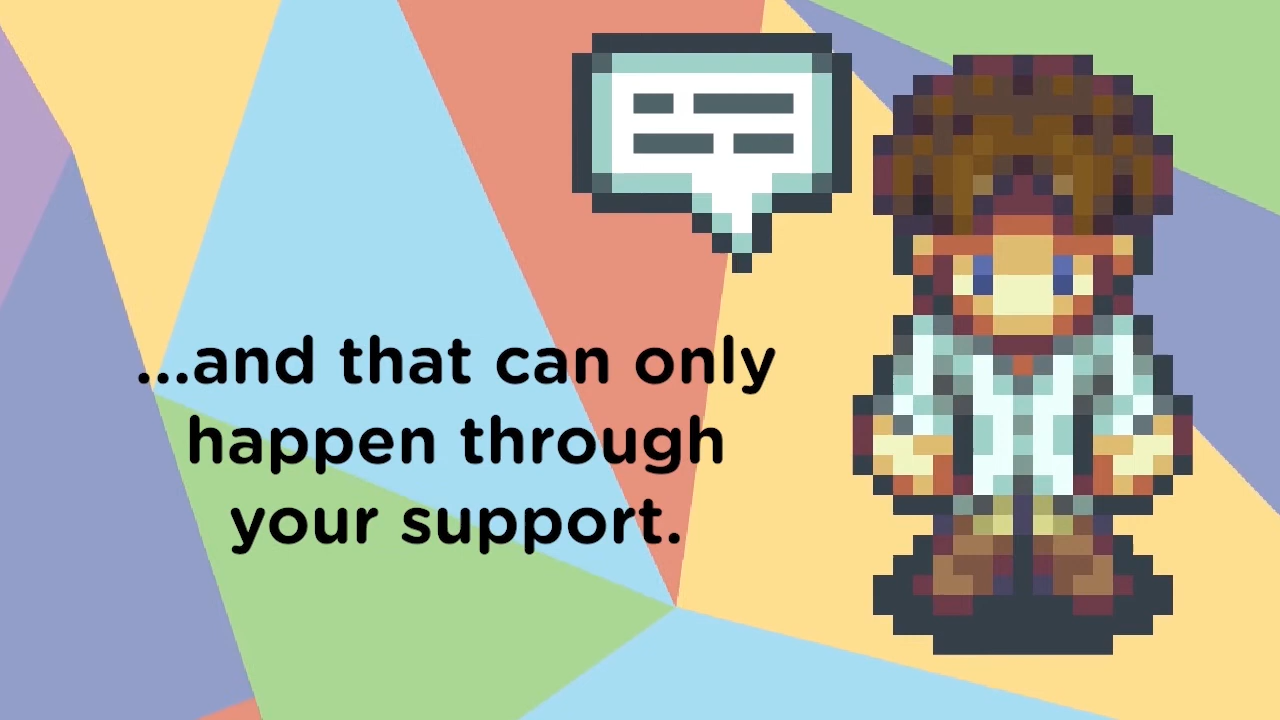 ...and that can only
happen through
your support.